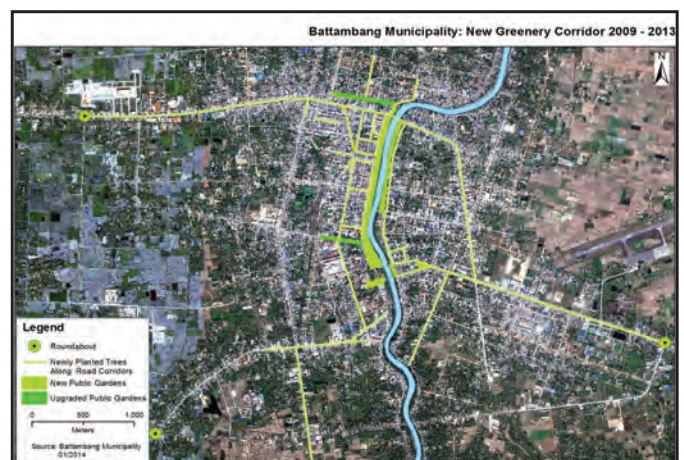 Battambang Municipality: New Greenery Corridor 2009 - 2013
N
Legend
Roundabout
Newly Planted Trees
Along Road Corridors
New Public Gardens
Upgraded Public Gardens
0 500 1,000
Meters
Source: Battambang Municipality
01/2014